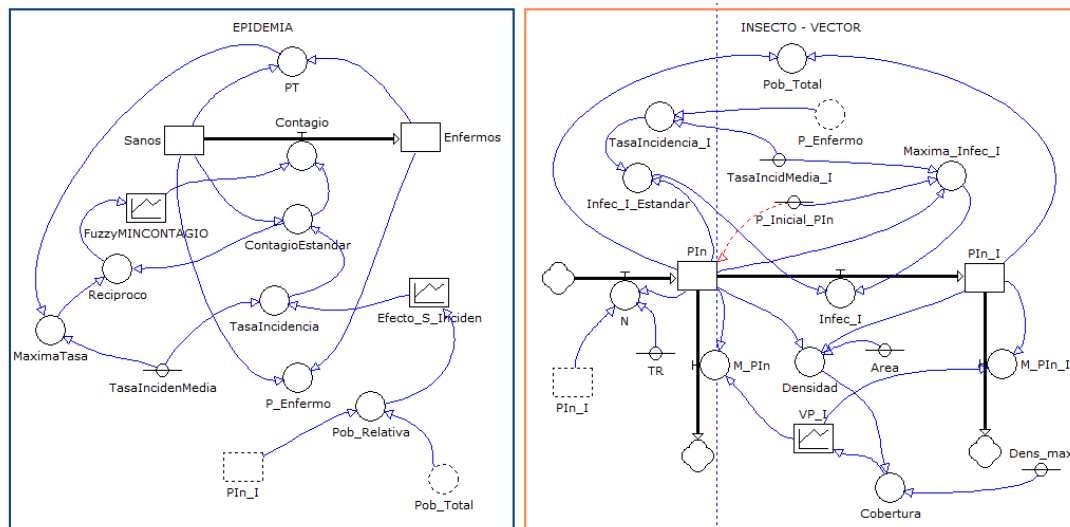 EPIDEMIA
PT
Contagio
Sanos
Enfermos
FuzzyMINCONTAGIO
ContagioEstandar
Reciproco
TasaIncidencia
Efecto_S_Inciden
MaximaTasa
TasaIncidenMedia
P_Enfermo
Pob_Relativa
PIn_I
Pob_Total
INSECTO - VECTOR
Pob_Total
P_Enfermo
TasaIncidencia_I
Maxima_Infec_I
TasaIncidMedia_I
Infec_I_Estandar
P_Inicial_PIn
PIn
PIn_I
N
Infec_I
TR
M_PIn
Densidad
Area
M_PIn_I
PIn_I
VP_I
Dens_max
Cobertura